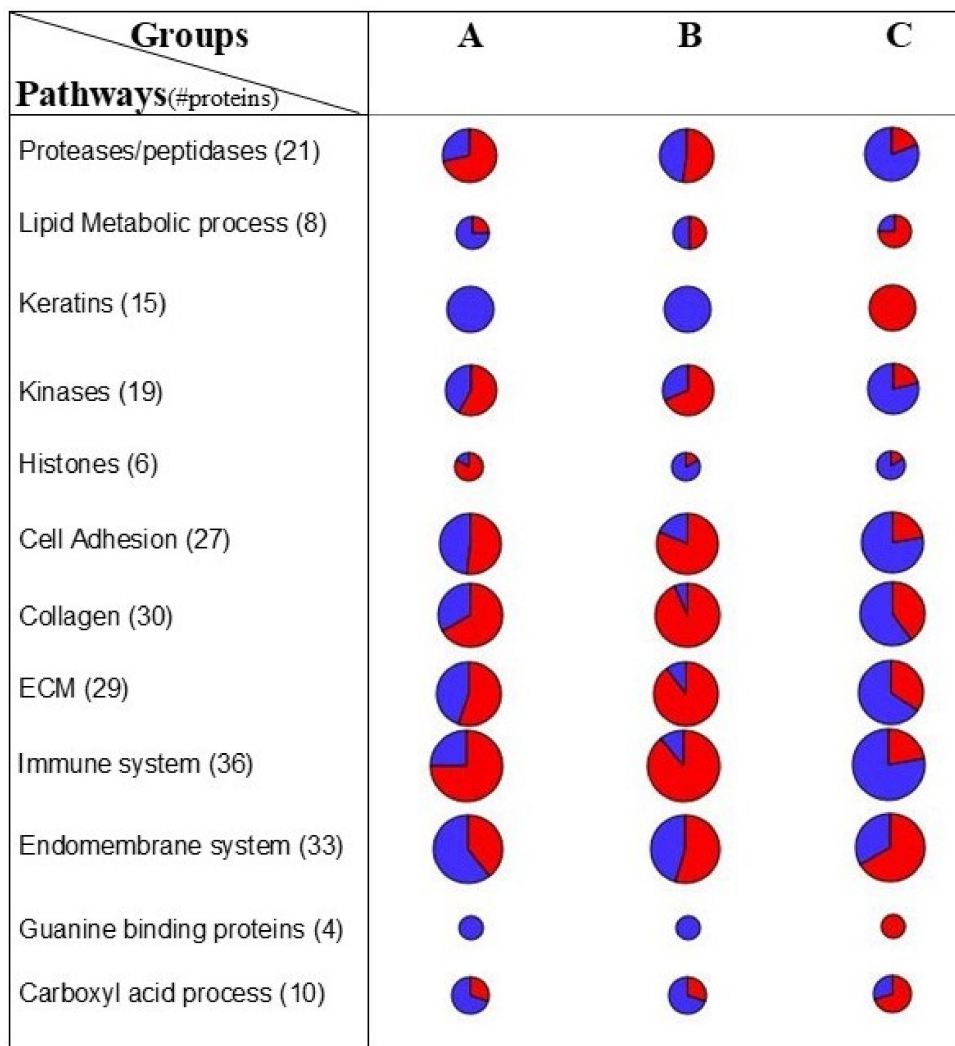 Groups A B C
Pathways(#proteins)
Proteases/peptidases (21)
Lipid Metabolic process (8)
Keratins (15)
Kinases (19)
Histones (6)
Cell Adhesion (27)
Collagen (30)
ECM (29)
Immune system (36)
Endomembrane system (33)
Guanine binding proteins (4)
Carboxyl acid process (10)